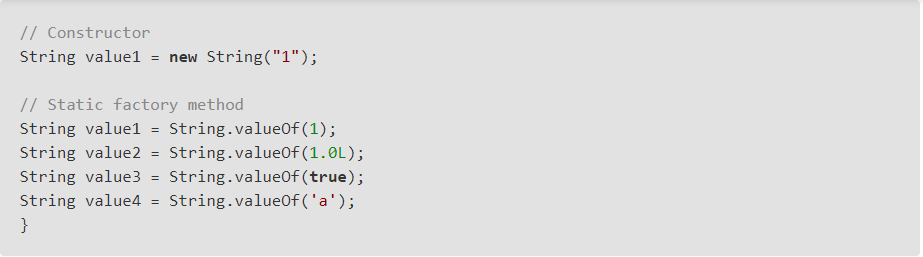 // Constructor
String value1 = new String("1");
// Static factory method
String value1 = String.valueOf(1);
String value2 = String.valueOf(1.0L);
String value3 = String.valueOf(true);
String value4 = String.valueOf('a');
}